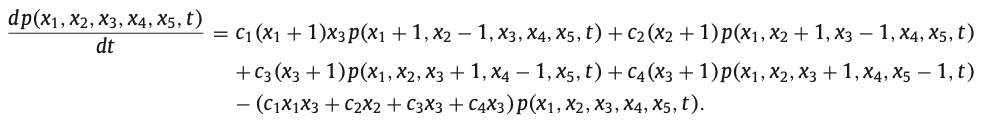 dp(x₁, x₂, x₃, x₄, x₅, t)/dt = c₁(x₁ + 1)x₃p(x₁ + 1, x₂ − 1, x₃, x₄, x₅, t) + c₂(x₂ + 1)p(x₁, x₂ + 1, x₃ − 1, x₄, x₅, t)
+ c₃(x₃ + 1)p(x₁, x₂, x₃ + 1, x₄ − 1, x₅, t) + c₄(x₃ + 1)p(x₁, x₂, x₃ + 1, x₄, x₅ − 1, t)
− (c₁x₁x₃ + c₂x₂ + c₃x₃ + c₄x₃)p(x₁, x₂, x₃, x₄, x₅, t).